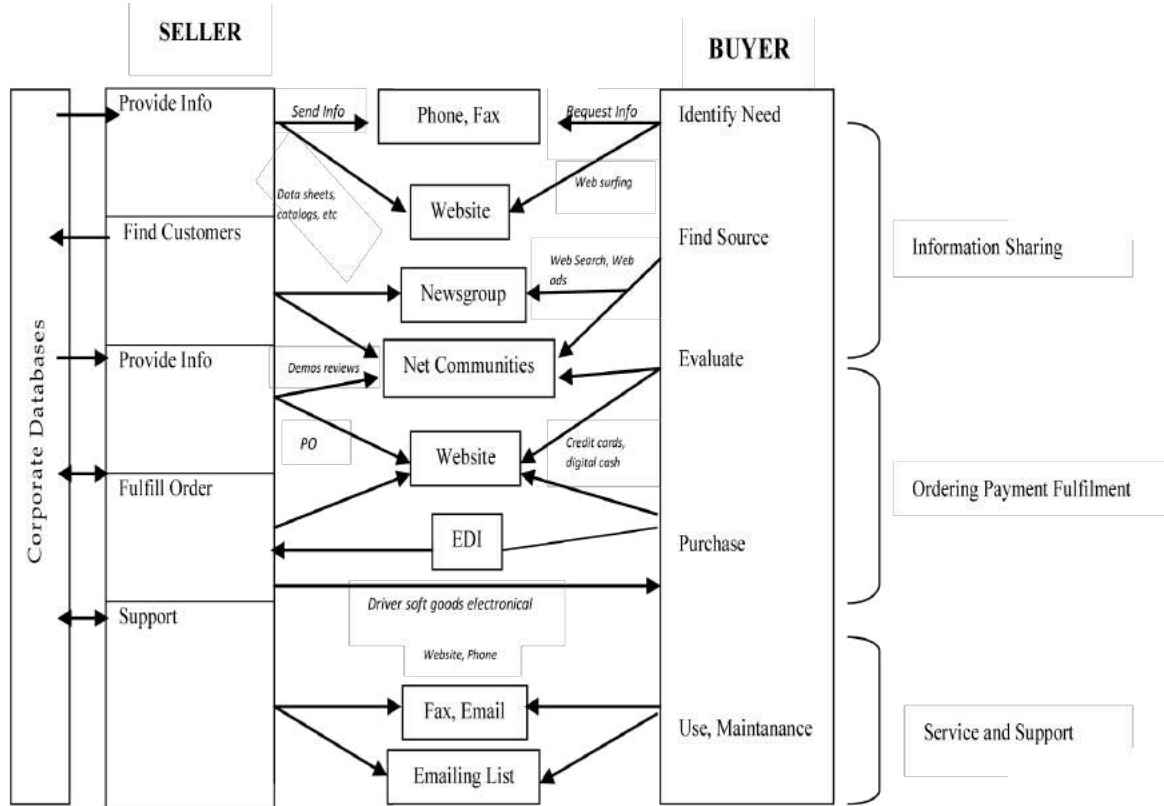 SELLER
BUYER
Corporate Databases
Provide Info
Send Info
Phone, Fax
Request Info
Identify Need
Data sheets,
catalogs, etc
Website
Web surfing
Find Customers
Find Source
Information Sharing
Newsgroup
Web Search, Web
ads
Provide Info
Demos reviews
Net Communities
Evaluate
PO
Website
Credit cards,
digital cash
Fulfill Order
Ordering Payment Fulfilment
EDI
Purchase
Support
Driver soft goods electronical
Website, Phone
Fax, Email
Use, Maintanance
Service and Support
Emailing List